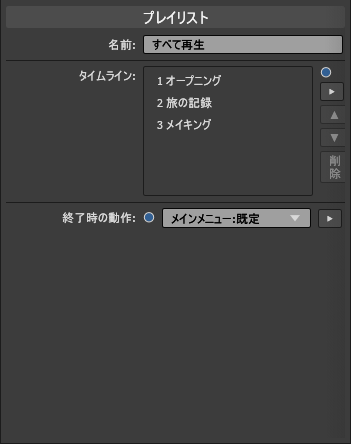 プレイリスト
名前: すべて再生
タイムライン:
1 オープニング
2 旅の記録
3 メイキング
削除
終了時の動作: メインメニュー:既定